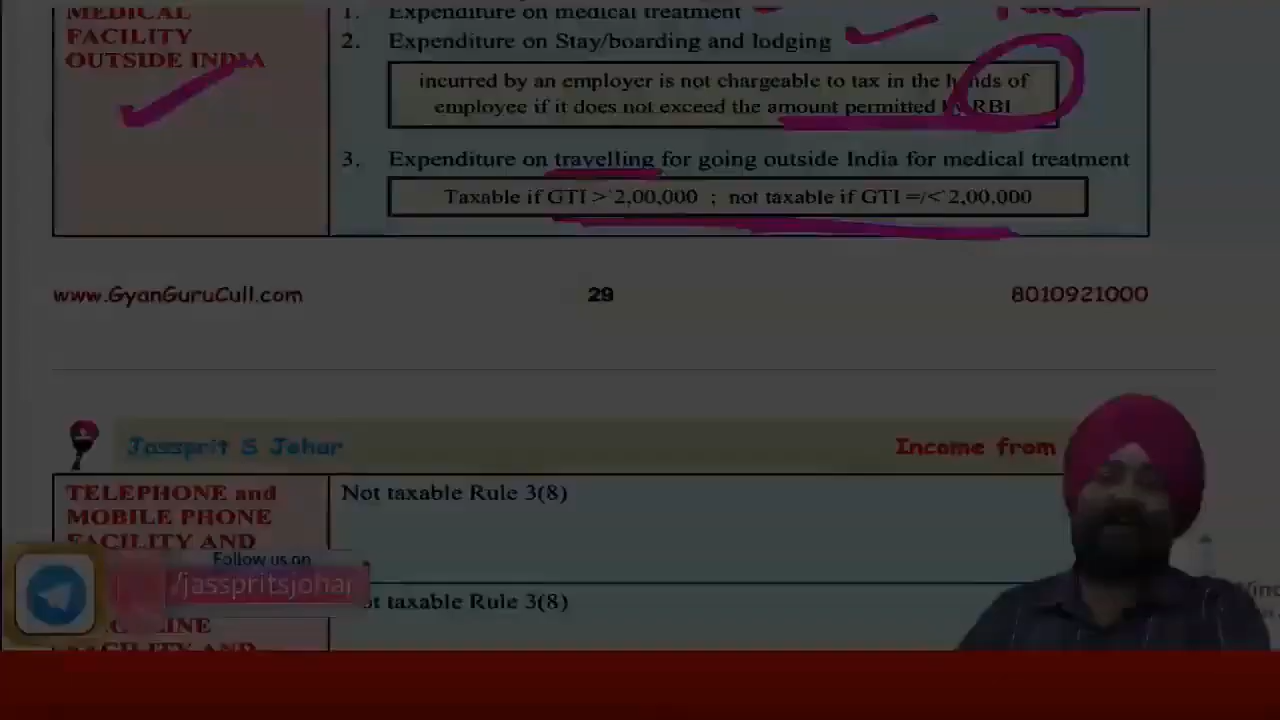 MEDICAL
FACILITY
OUTSIDE INDIA
1. Expenditure on medical treatment
2. Expenditure on Stay/boarding and lodging
incurred by an employer is not chargeable to tax in the hands of
employee if it does not exceed the amount permitted by RBI
3. Expenditure on travelling for going outside India for medical treatment
Taxable if GTI >`2,00,000 ; not taxable if GTI =/<`2,00,000
www.GyanGuruCull.com 29 8010921000
Jassprit S Johar Income from
TELEPHONE and
MOBILE PHONE
FACILITY AND
Not taxable Rule 3(8)
Follow us on
/jasspritsjohar
taxable Rule 3(8)
FACILITY AND